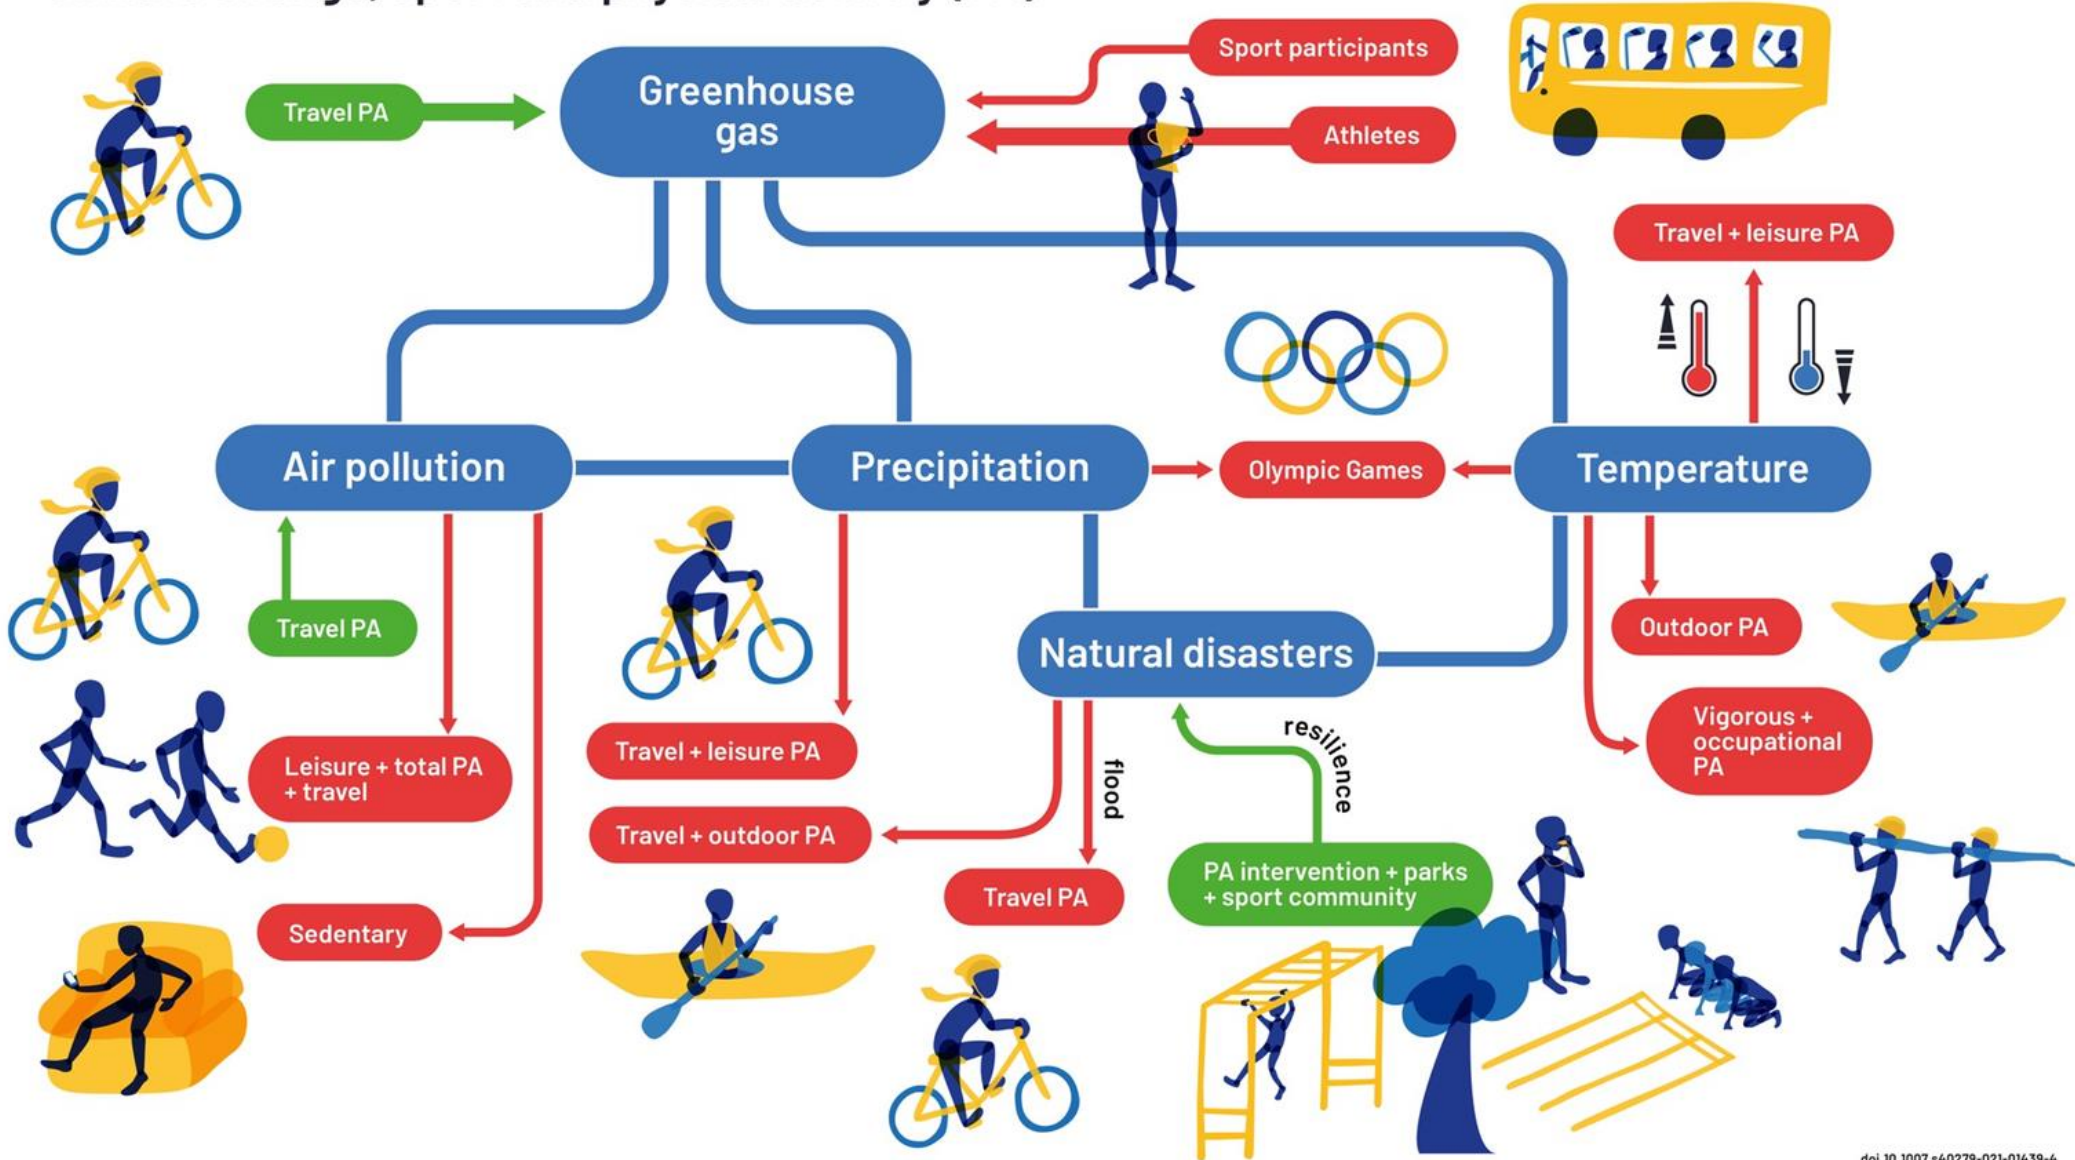 Sport participants
Greenhouse
gas
Travel PA
Athletes
Travel + leisure PA
Air pollution
Precipitation
Olympic Games
Temperature
Travel PA
Outdoor PA
Natural disasters
Vigorous +
occupational
PA
resilience
Leisure + total PA
+ travel
Travel + leisure PA
flood
Travel + outdoor PA
PA intervention + parks
+ sport community
Travel PA
Sedentary